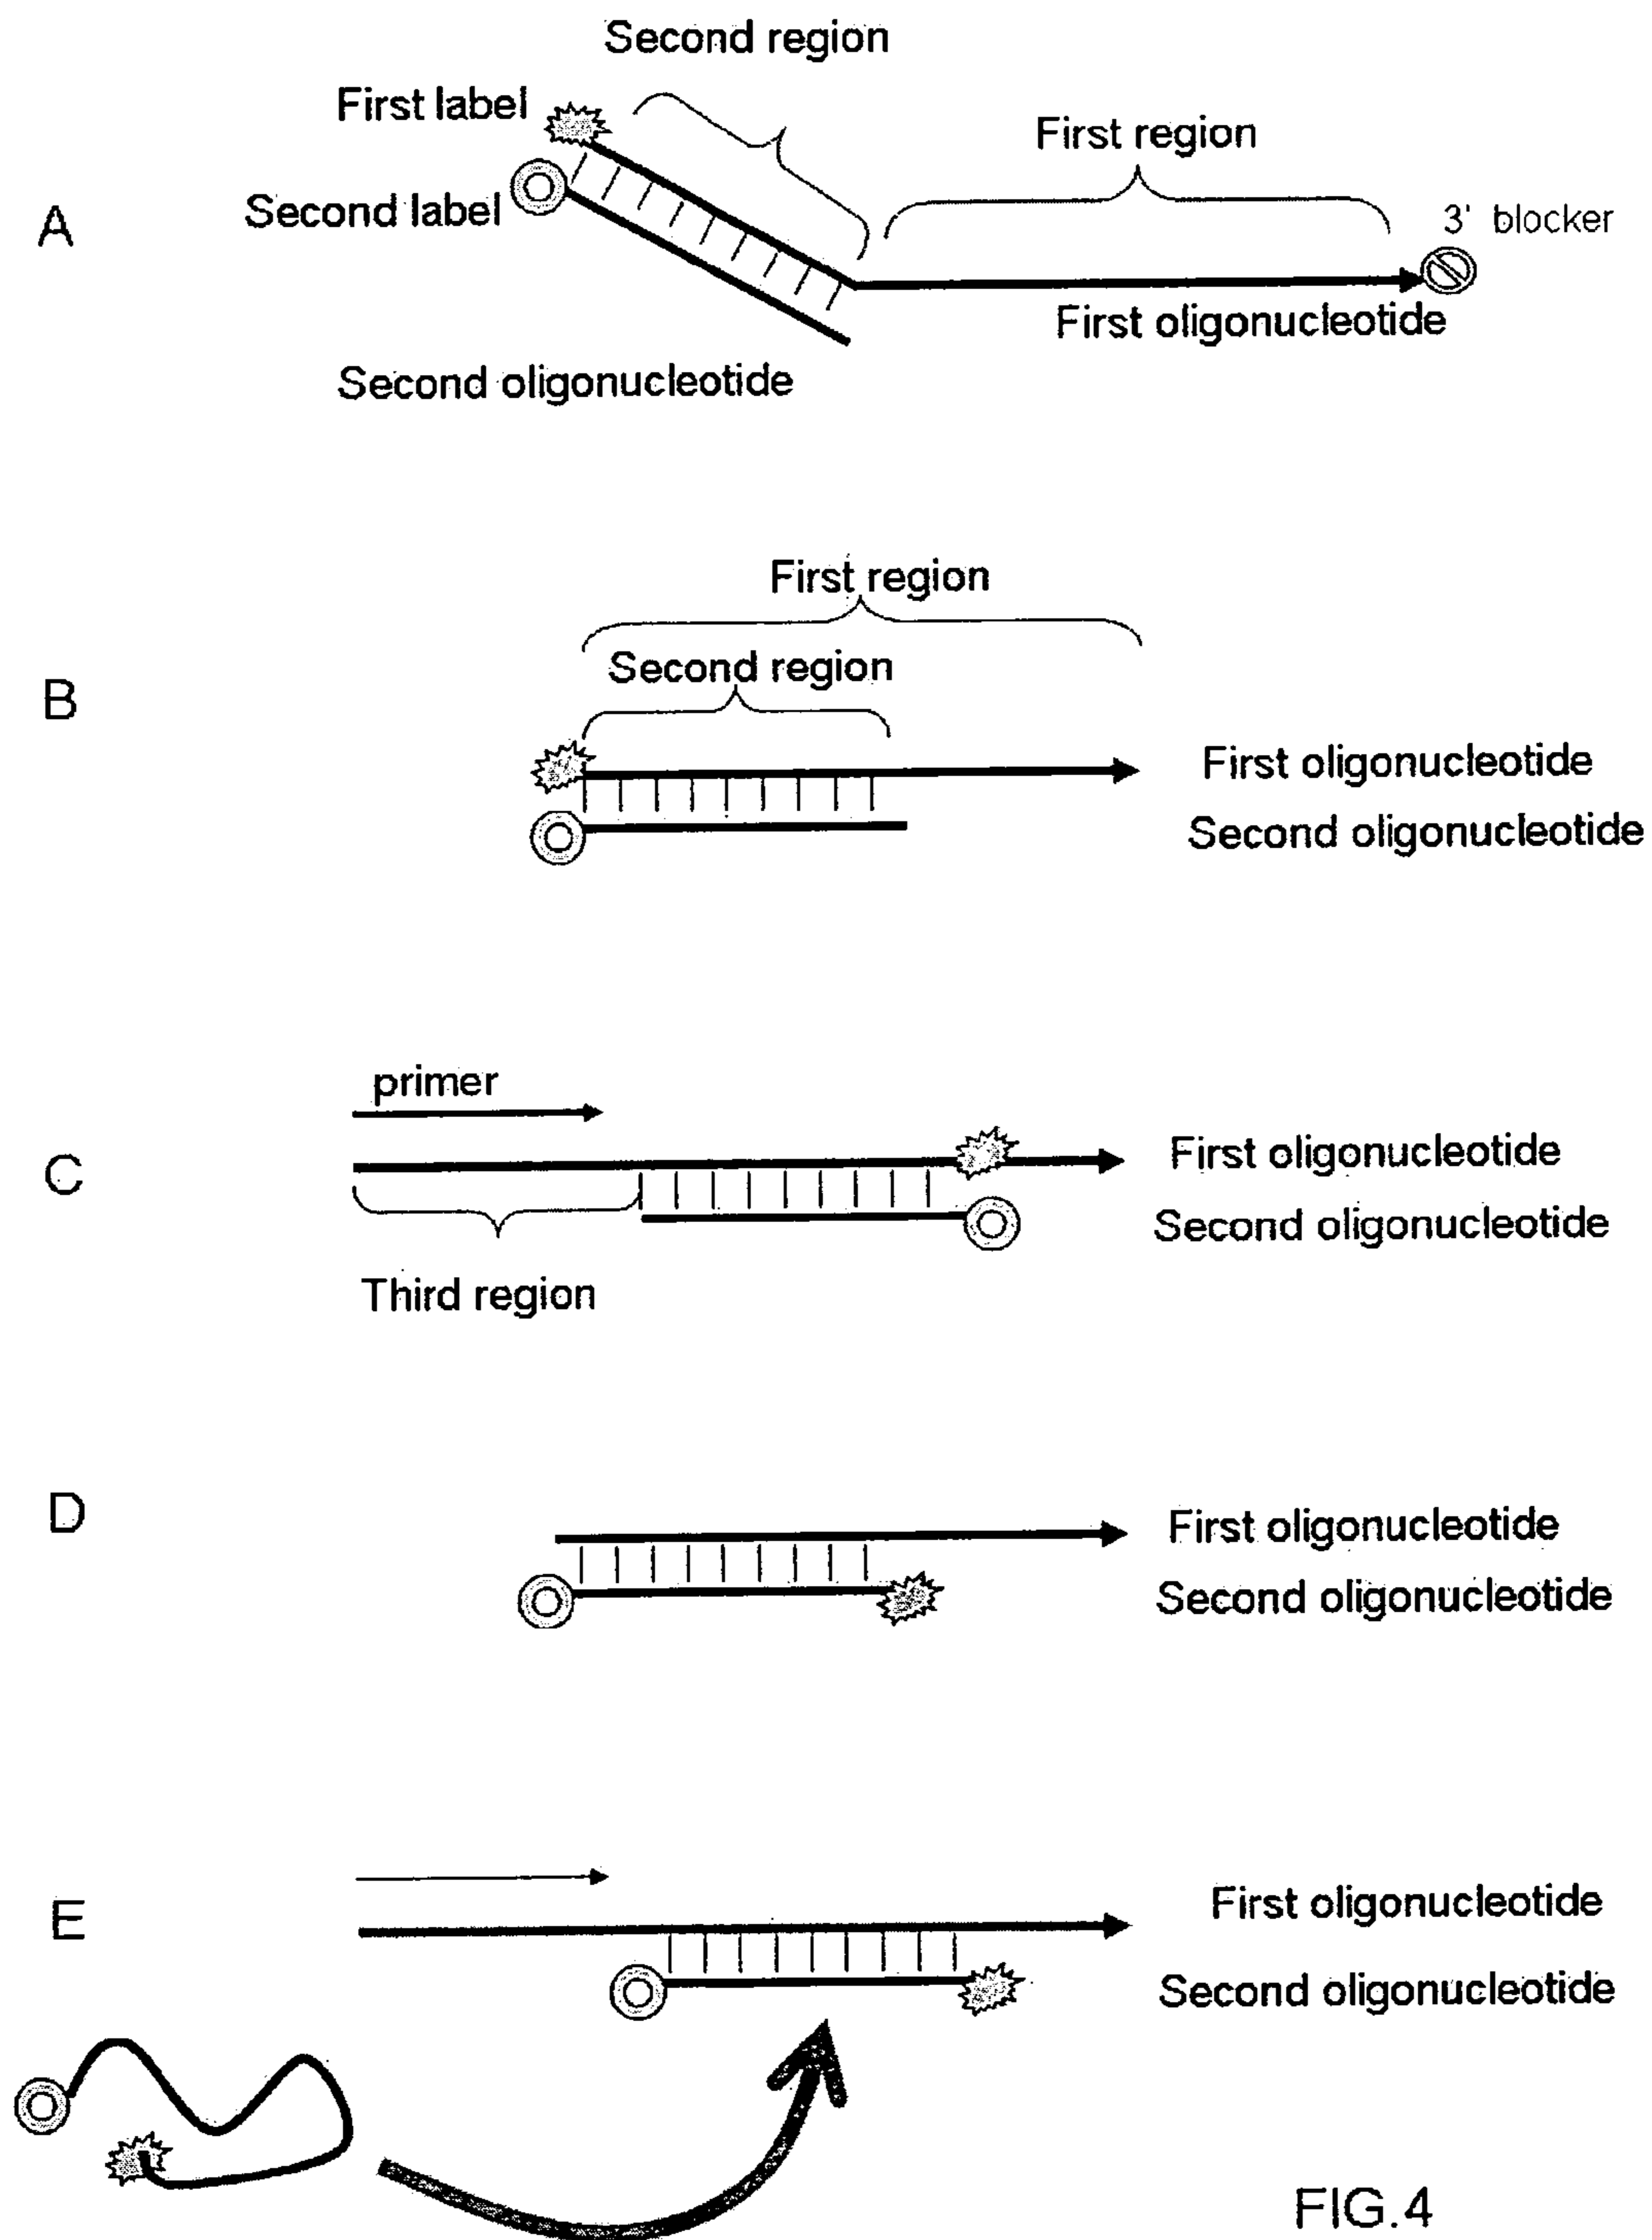 Second region
First label
First region
A
Second label
3' blocker
First oligonucleotide
Second oligonucleotide
First region
Second region
B
First oligonucleotide
Second oligonucleotide
primer
C
First oligonucleotide
Second oligonucleotide
Third region
D
First oligonucleotide
Second oligonucleotide
E
First oligonucleotide
Second oligonucleotide
FIG.4